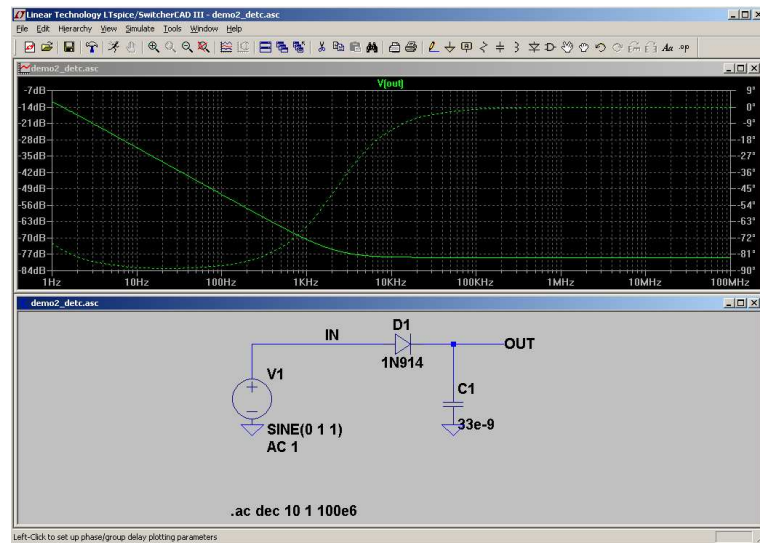 Linear Technology LTspice/SwitcherCAD III - demo2_detc.asc
File Edit Hierarchy View Simulate Tools Window Help
Aa .op
demo2_detc.asc
V(out)
-7dB 9°
-14dB 0°
-21dB -9°
-28dB -18°
-35dB -27°
-42dB -36°
-49dB -45°
-56dB -54°
-63dB -63°
-70dB -72°
-77dB -81°
-84dB -90°
1Hz 10Hz 100Hz 1KHz 10KHz 100KHz 1MHz 10MHz 100MHz
demo2_detc.asc
D1
IN OUT
1N914
V1
C1
33e-9
SINE(0 1 1)
AC 1
.ac dec 10 1 100e6
Left-Click to set up phase/group delay plotting parameters